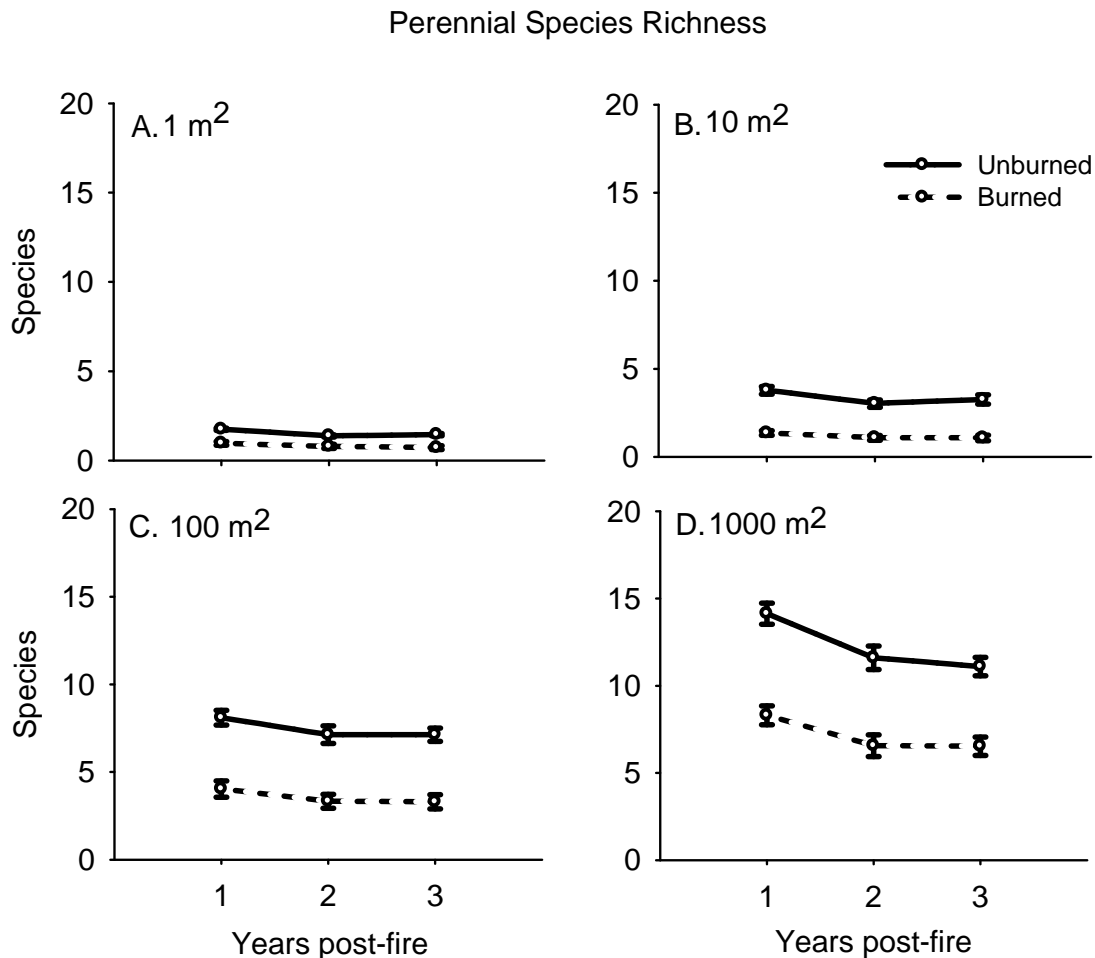 Perennial Species Richness
A. 1 m²
20
15
10
5
0
Species
B. 10 m²
20
15
10
5
0
Unburned
Burned
C. 100 m²
20
15
10
5
0
Species
1 2 3
Years post-fire
D. 1000 m²
20
15
10
5
0
1 2 3
Years post-fire